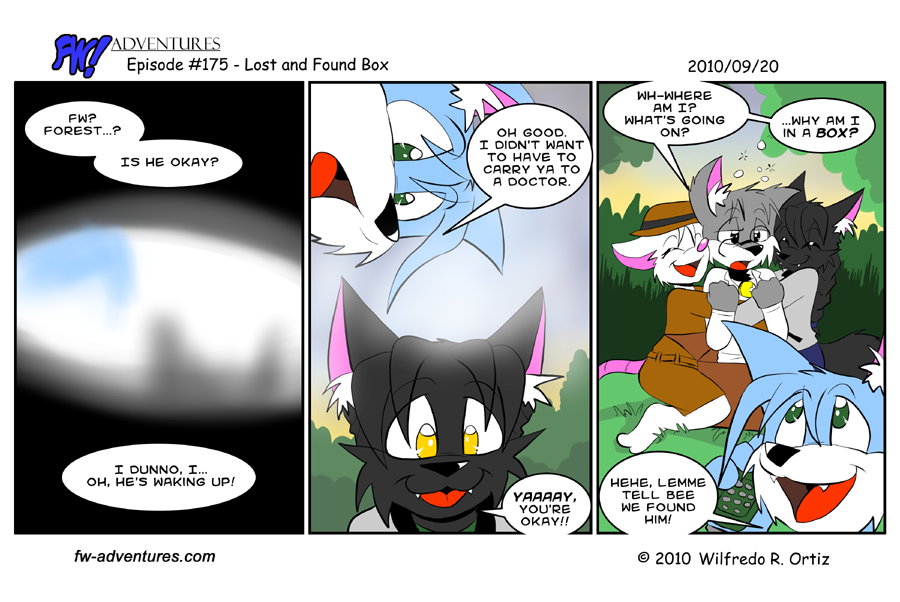 FW! ADVENTURES
Episode #175 - Lost and Found Box
2010/09/20
FW?
FOREST...?
IS HE OKAY?
I DUNNO, I...
OH, HE'S WAKING UP!
OH GOOD.
I DIDN'T WANT
TO HAVE TO
CARRY YA TO
A DOCTOR.
YAAAAY,
YOU'RE
OKAY!!
WH-WHERE
AM I?
WHAT'S GOING
ON?
...WHY AM I
IN A BOX?
HEHE, LEMME
TELL BEE
WE FOUND
HIM!
fw-adventures.com
© 2010 Wilfredo R. Ortiz